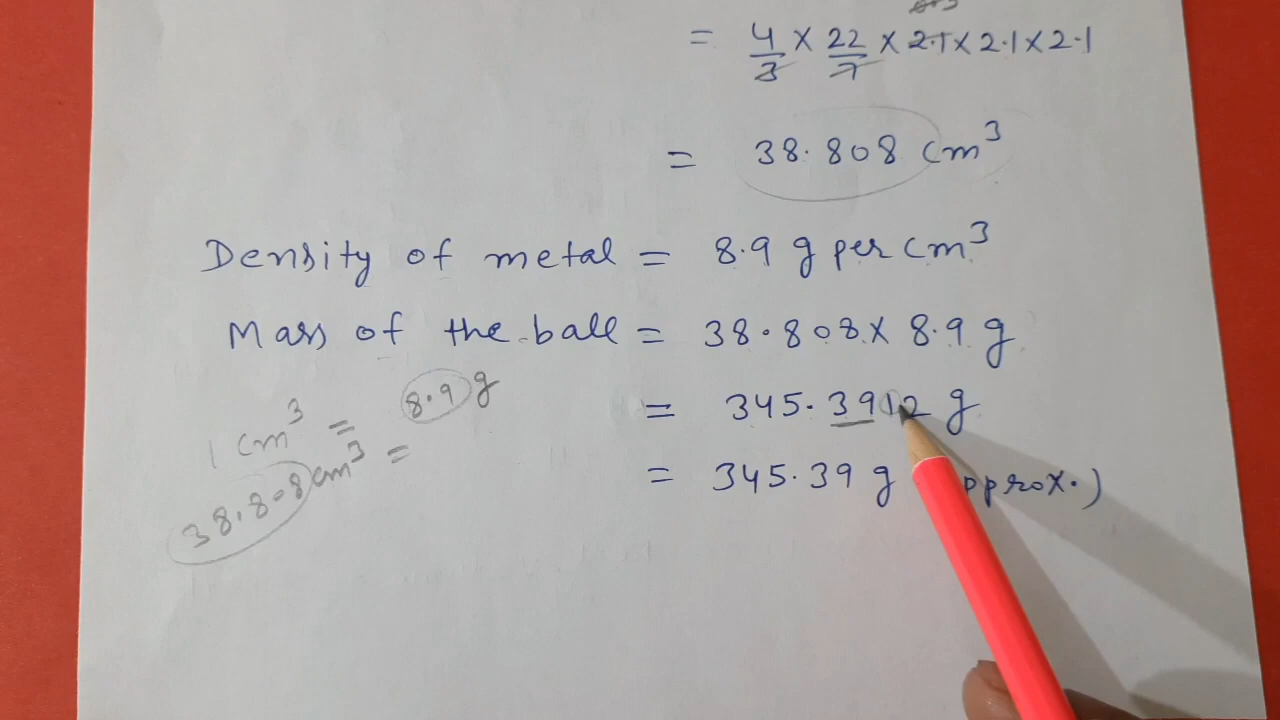 = 4/3 × 22/7 × 2.1 × 2.1 × 2.1
= 38.808 cm³
Density of metal = 8.9 g per cm³
Mass of the ball = 38.808 × 8.9 g
= 345.3912 g
= 345.39 g pprox.)
1 cm³ = 8.9 g
38.808 cm³ =